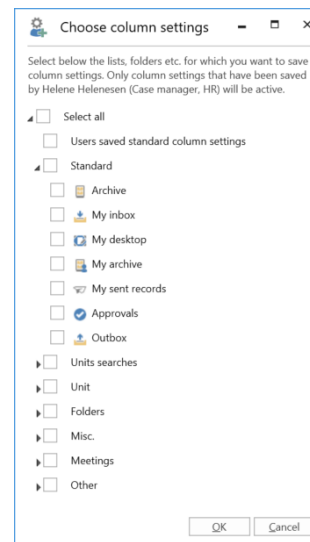 Choose column settings
Select below the lists, folders etc. for which you want to save
column settings. Only column settings that have been saved
by Helene Helenesen (Case manager, HR) will be active.
Select all
Users saved standard column settings
Standard
Archive
My inbox
My desktop
My archive
My sent records
Approvals
Outbox
Units searches
Unit
Folders
Misc.
Meetings
Other
OK Cancel